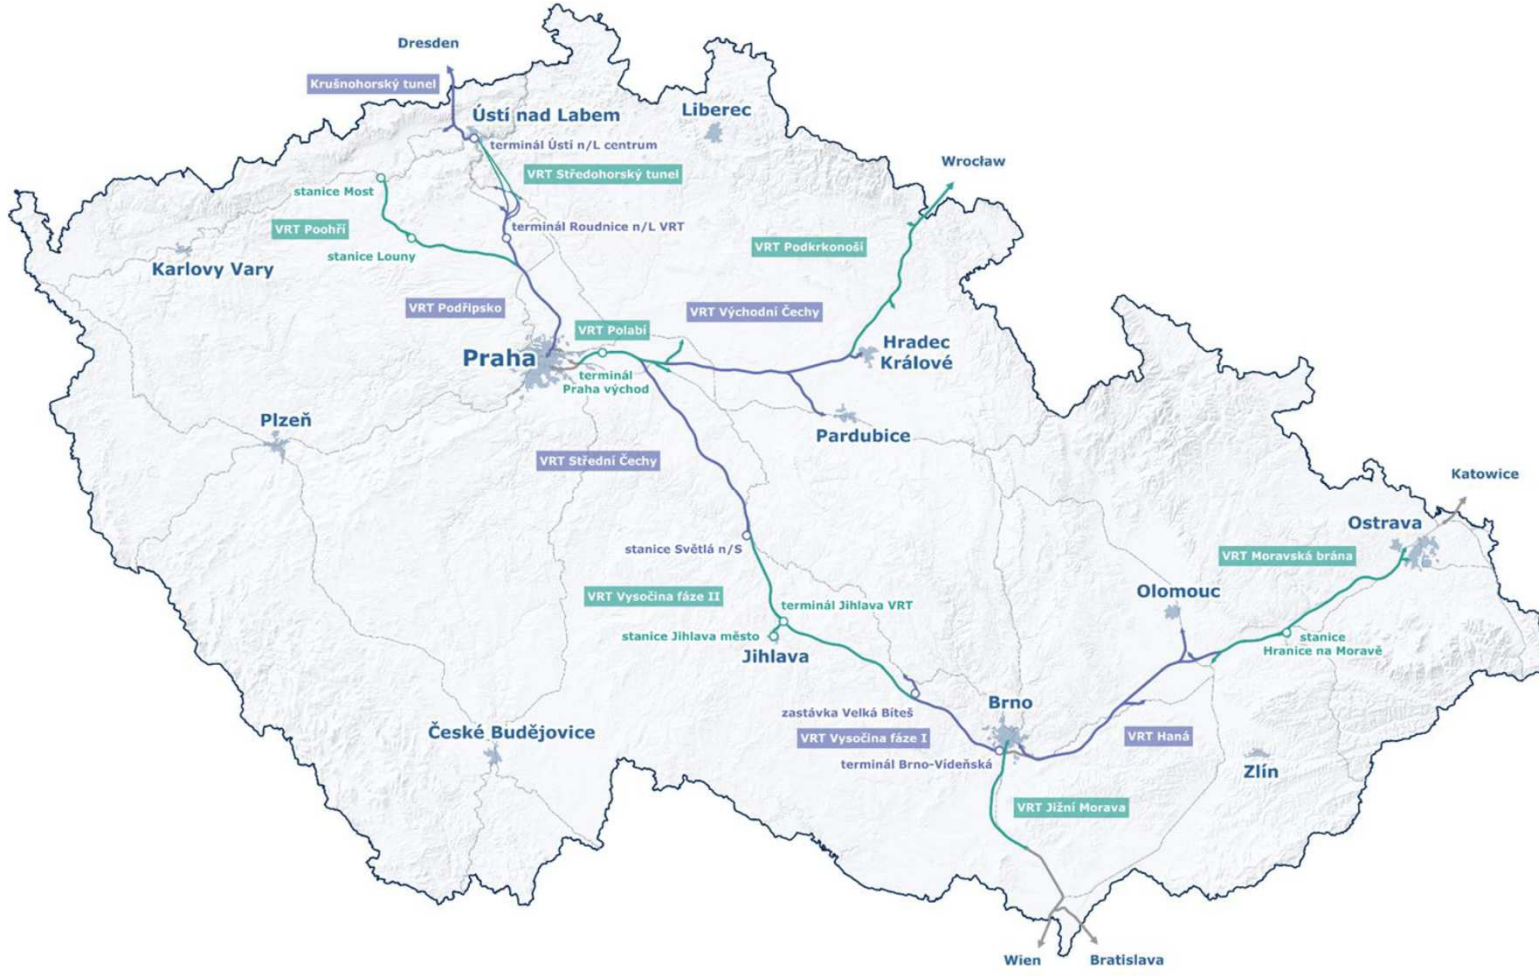 Dresden
Krušnohorský tunel
Ústí nad Labem
terminál Ústí n/L centrum
Liberec
VRT Středohorský tunel
Wrocław
stanice Most
VRT Poohří
terminál Roudnice n/L VRT
stanice Louny
Karlovy Vary
VRT Podkrkonoší
VRT Podřipsko
VRT Východní Čechy
VRT Polabí
Praha
terminál
Praha východ
Hradec
Králové
Plzeň
Pardubice
VRT Střední Čechy
Katowice
Ostrava
stanice Světlá n/S
VRT Moravská brána
VRT Vysočina fáze II
terminál Jihlava VRT
Olomouc
stanice Jihlava město
Jihlava
stanice
Hranice na Moravě
zastávka Velká Bíteš
Brno
České Budějovice
VRT Vysočina fáze I
VRT Haná
terminál Brno-Vídeňská
Zlín
VRT Jižní Morava
Wien
Bratislava